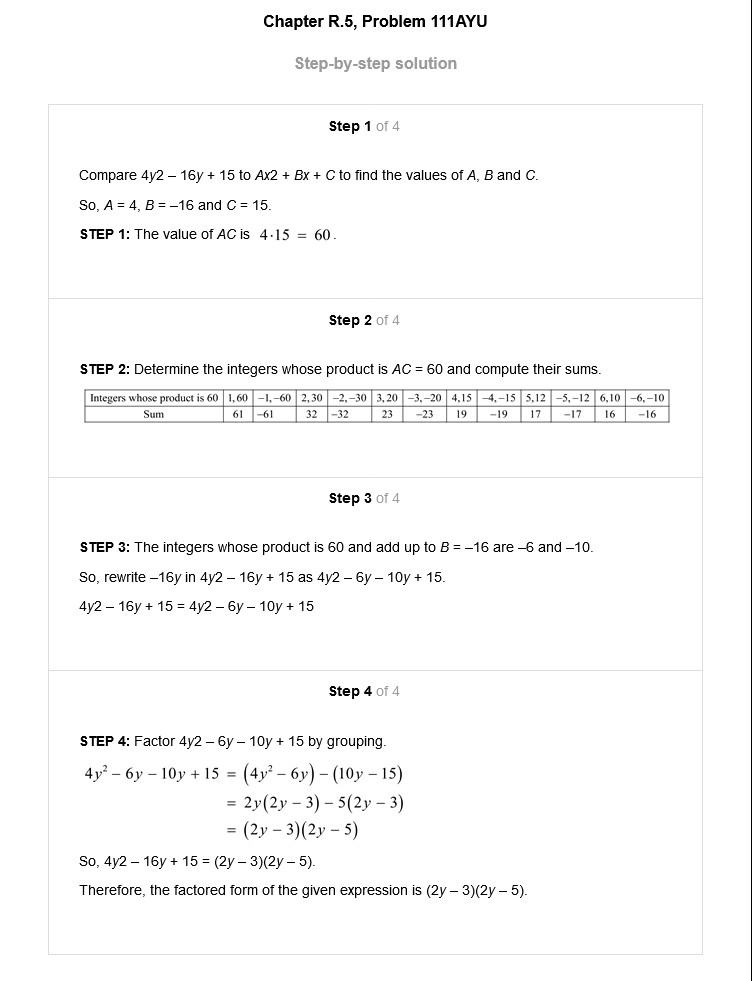 Chapter R.5, Problem 111AYU
Step-by-step solution
Step 1 of 4
Compare 4y2 – 16y + 15 to Ax2 + Bx + C to find the values of A, B and C.
So, A = 4, B = –16 and C = 15.
STEP 1: The value of AC is 4·15 = 60.
Step 2 of 4
STEP 2: Determine the integers whose product is AC = 60 and compute their sums.
Integers whose product is 60 1,60 −1,−60 2,30 −2,−30 3,20 −3,−20 4,15 −4,−15 5,12 −5,−12 6,10 −6,−10
Sum 61 −61 32 −32 23 −23 19 −19 17 −17 16 −16
Step 3 of 4
STEP 3: The integers whose product is 60 and add up to B = –16 are –6 and –10.
So, rewrite –16y in 4y2 – 16y + 15 as 4y2 – 6y – 10y + 15.
4y2 – 16y + 15 = 4y2 – 6y – 10y + 15
Step 4 of 4
STEP 4: Factor 4y2 – 6y – 10y + 15 by grouping.
4y² − 6y − 10y + 15 = (4y² − 6y) − (10y − 15)
= 2y(2y − 3) − 5(2y − 3)
= (2y − 3)(2y − 5)
So, 4y2 – 16y + 15 = (2y – 3)(2y – 5).
Therefore, the factored form of the given expression is (2y – 3)(2y – 5).